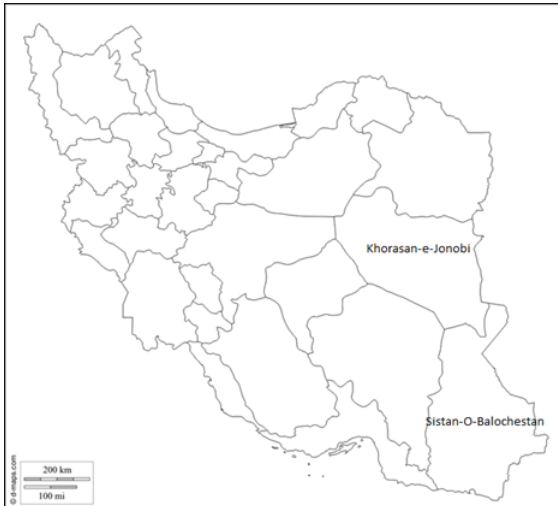 Khorasan-e-Jonobi
Sistan-O-Balochestan
200 km
100 mi
© d-maps.com